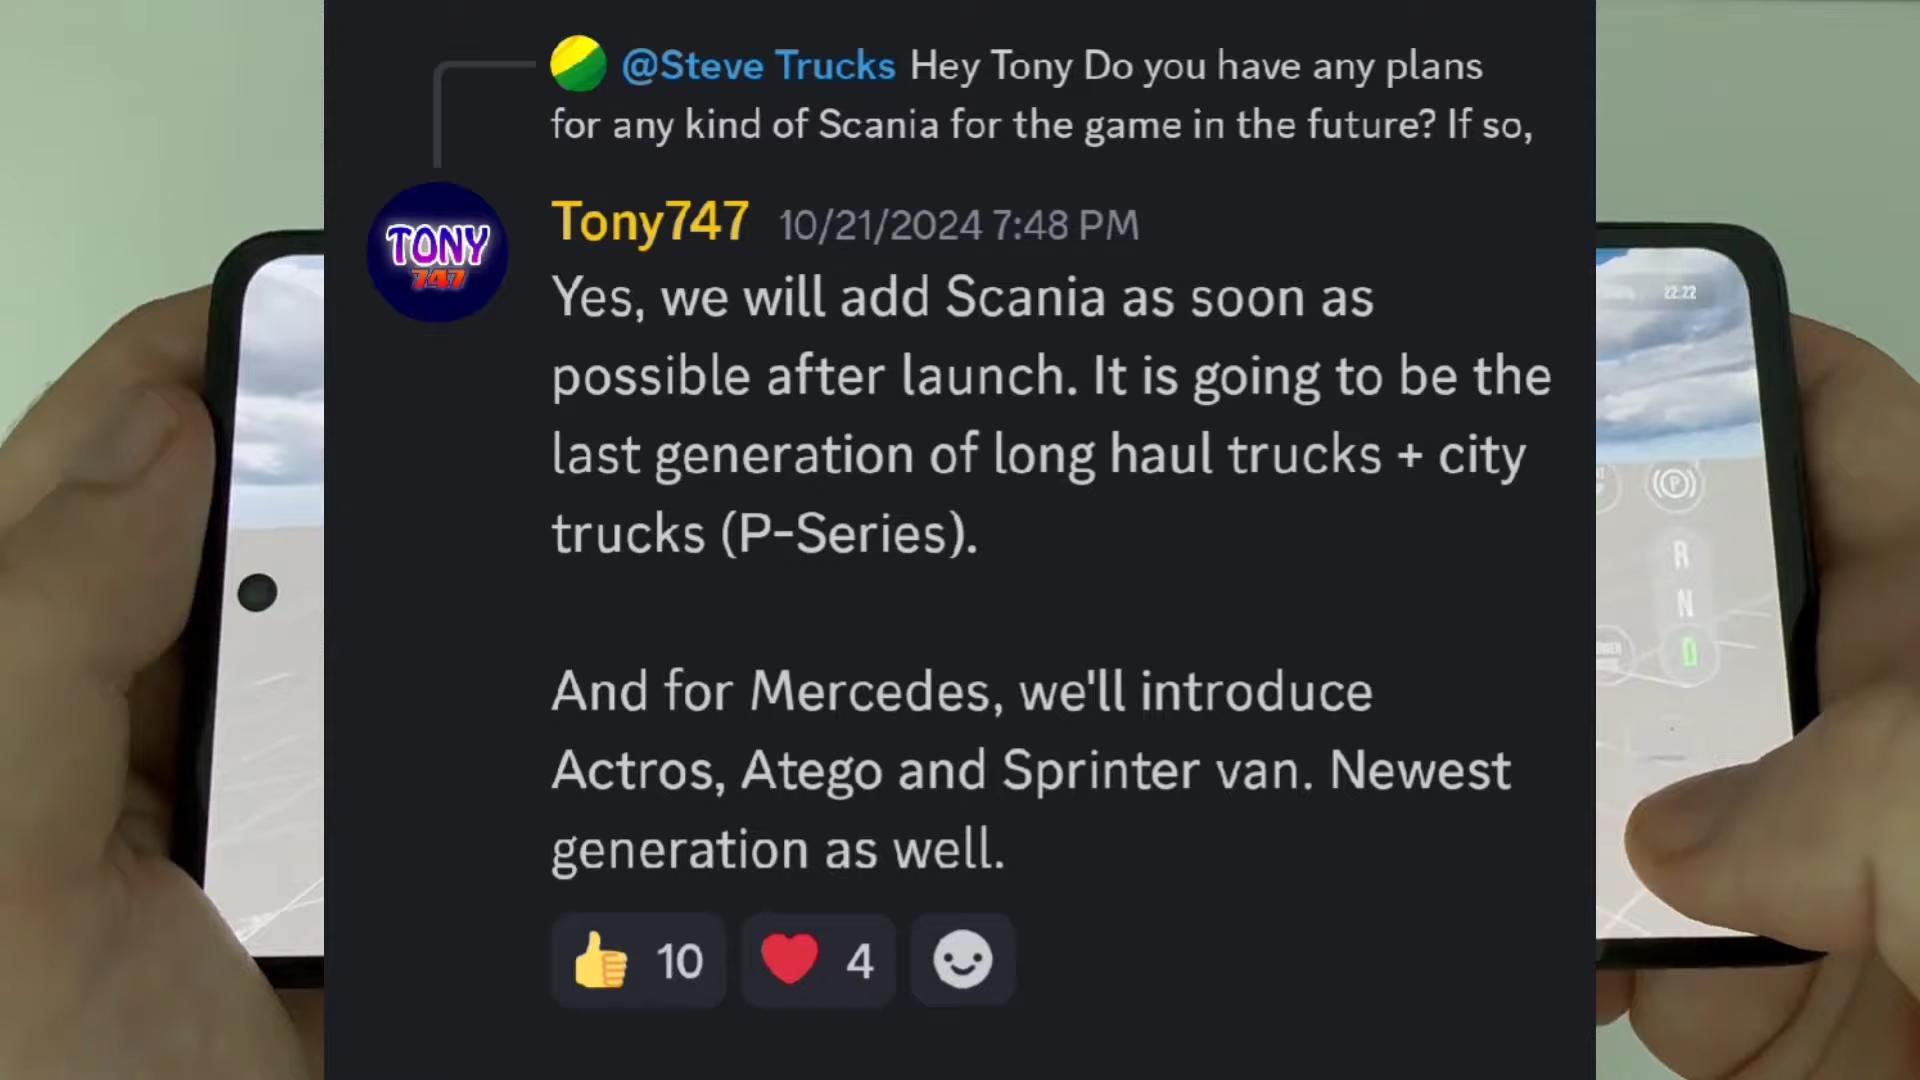 @Steve Trucks Hey Tony Do you have any plans
for any kind of Scania for the game in the future? If so,
TONY
747
Tony747 10/21/2024 7:48 PM
Yes, we will add Scania as soon as
possible after launch. It is going to be the
last generation of long haul trucks + city
trucks (P-Series).
And for Mercedes, we'll introduce
Actros, Atego and Sprinter van. Newest
generation as well.
10 4
22:22
P
R
N
D